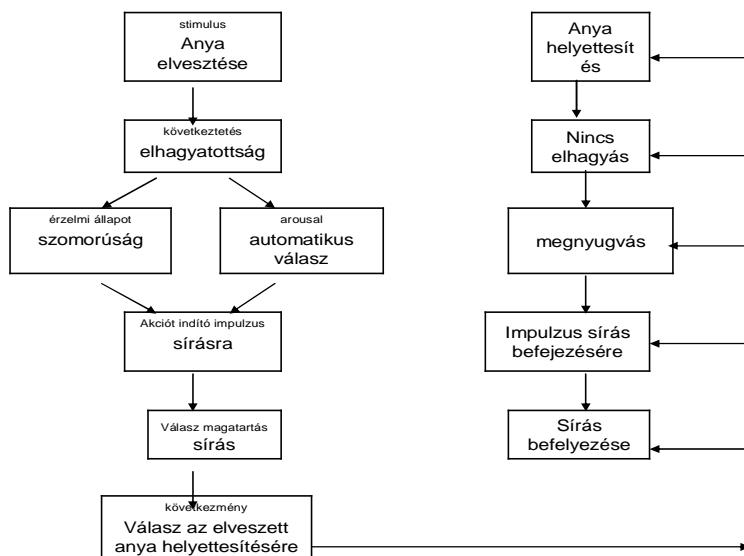 stimulus
Anya
elvesztése
következtetés
elhagyatottság
érzelmi állapot
szomorúság
arousal
automatikus
válasz
Akciót indító impulzus
sírásra
Válasz magatartás
sírás
következmény
Válasz az elveszett
anya helyettesítésére
Anya
helyettesít
és
Nincs
elhagyás
megnyugvás
Impulzus sírás
befejezésére
Sírás
befelyezése